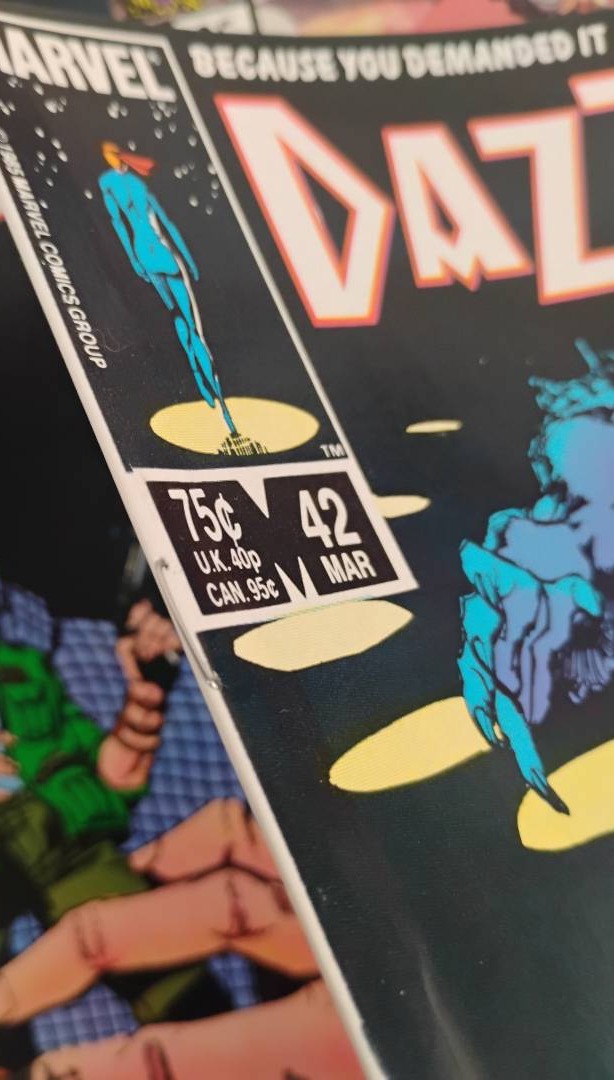 MARVEL
BECAUSE YOU DEMANDED IT
DAZ
© 1985 MARVEL COMICS GROUP
TM
75¢
U.K. 40p
CAN. 95¢
42
MAR